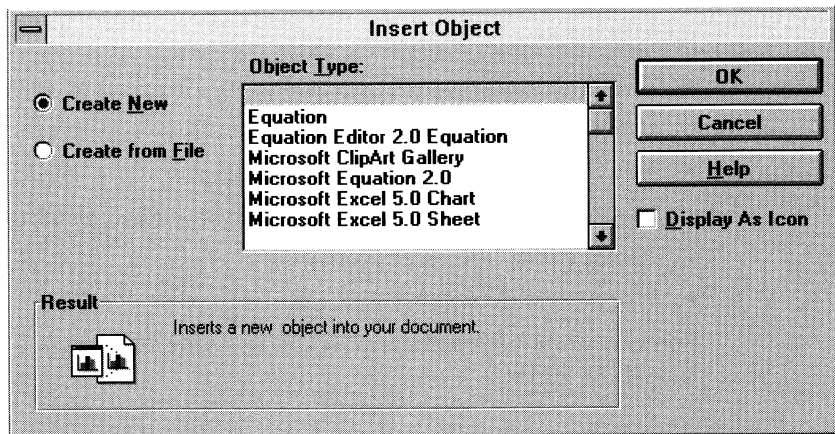 Insert Object
Object Type:
Create New
Create from File
Equation
Equation Editor 2.0 Equation
Microsoft ClipArt Gallery
Microsoft Equation 2.0
Microsoft Excel 5.0 Chart
Microsoft Excel 5.0 Sheet
OK
Cancel
Help
Display As Icon
Result
Inserts a new object into your document.